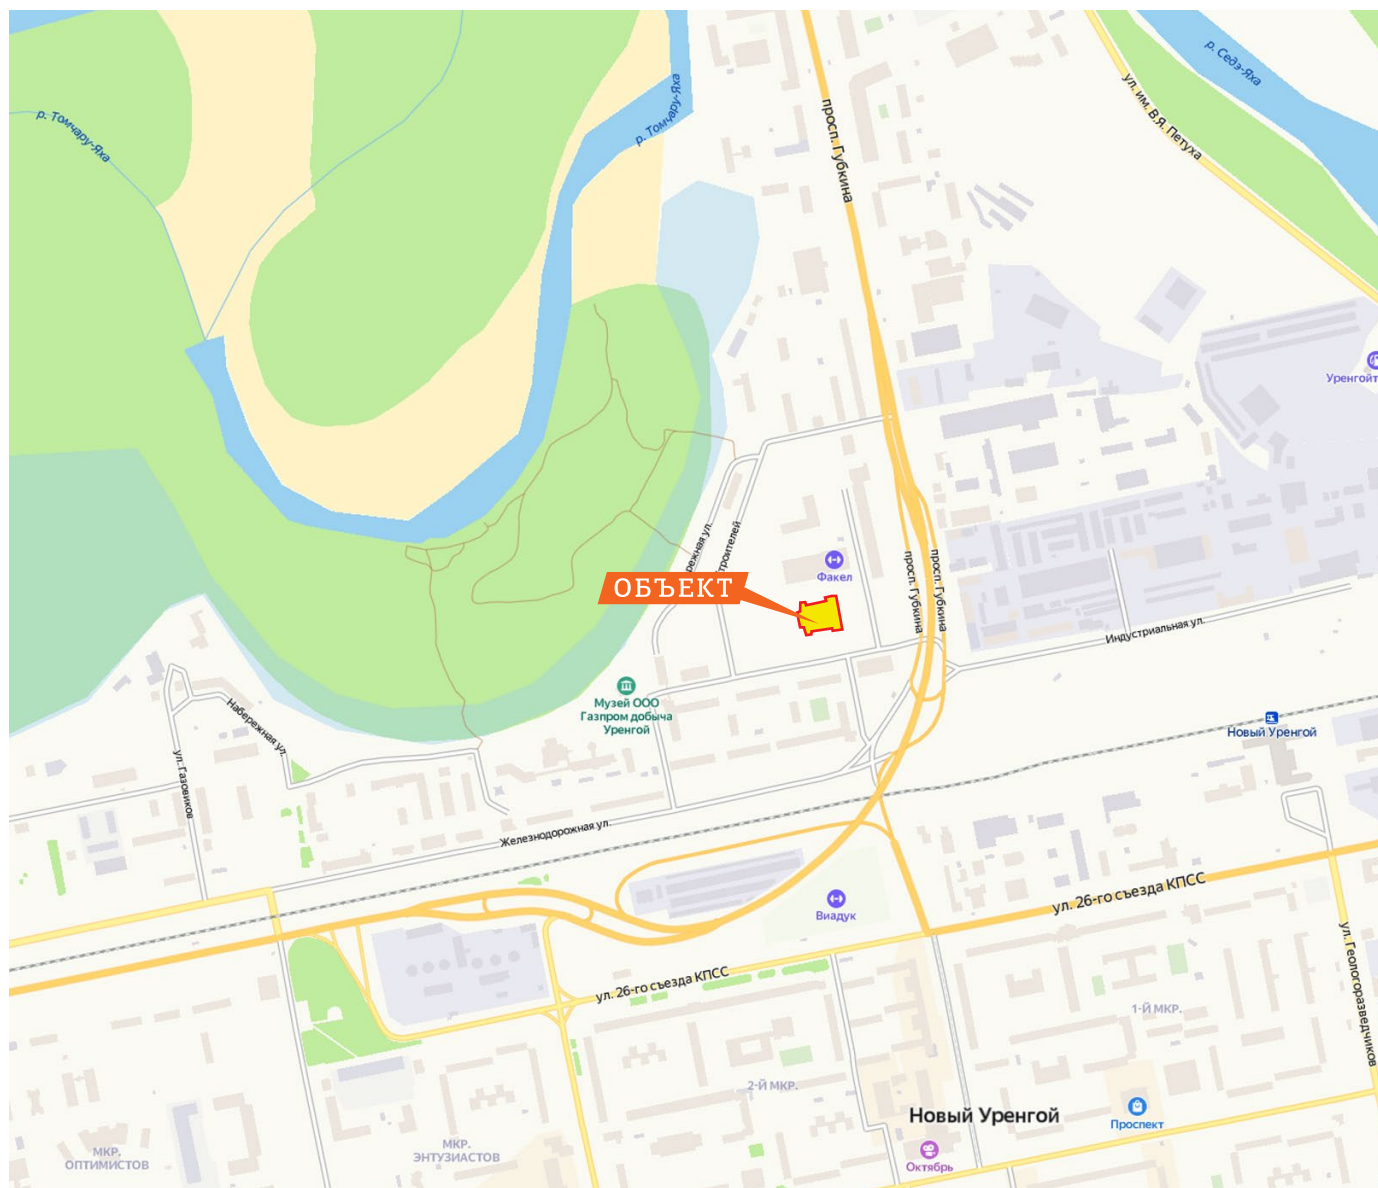 р. Седэ-Яха
р. Томчару-Яха
просп. Губкина
ул. им. В.Я. Петуха
р. Томчару-Яха
Уренгойт
режная ул.
троителей
Факел
просп. Губкина
просп. Губкина
ОБЪЕКТ
Индустриальная ул.
Музей ООО
Газпром добыча
Уренгой
Набережная ул.
Новый Уренгой
ул. Газовиков
Железнодорожная ул.
ул. 26-го съезда КПСС
Виадук
ул. Геологоразведчиков
ул. 26-го съезда КПСС
1-Й МКР.
2-Й МКР.
Новый Уренгой
Проспект
МКР.
ОПТИМИСТОВ
МКР.
ЭНТУЗИАСТОВ
Октябрь